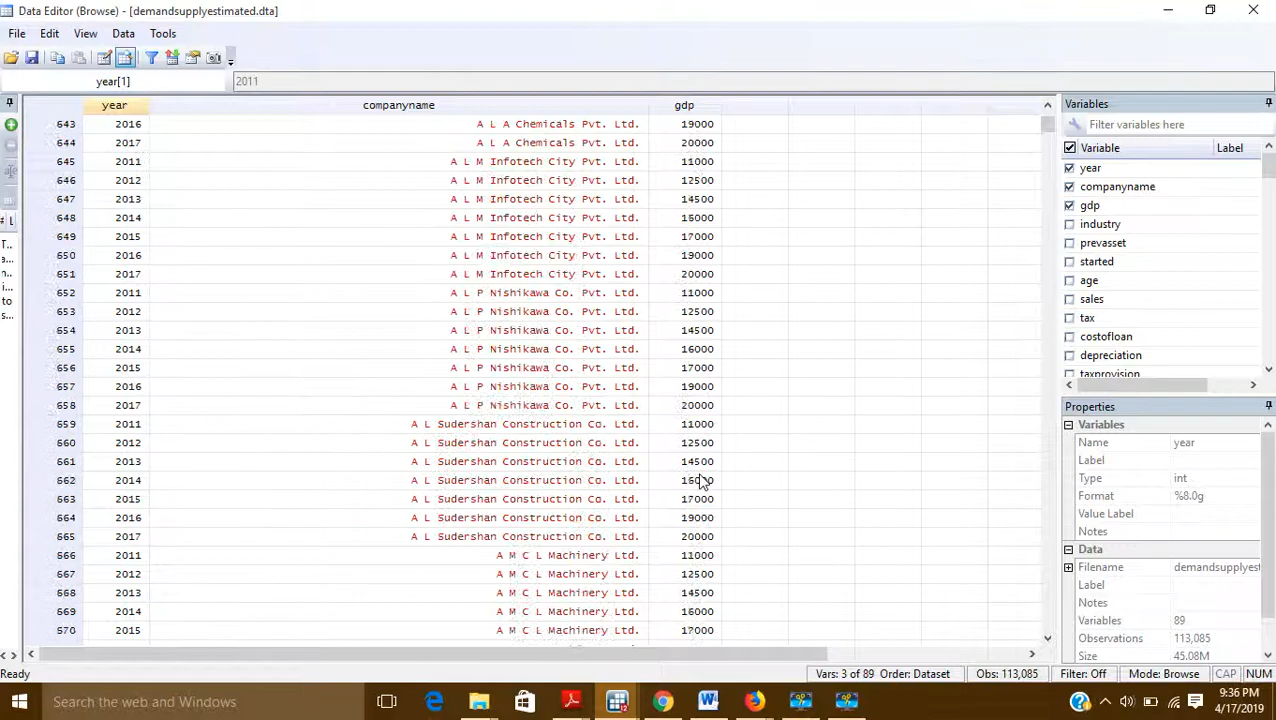 Data Editor (Browse) - [demandsupplyestimated.dta]
File Edit View Data Tools
year[1] 2011
year companyname gdp
643 2016 A L A Chemicals Pvt. Ltd. 19000
644 2017 A L A Chemicals Pvt. Ltd. 20000
645 2011 A L M Infotech City Pvt. Ltd. 11000
646 2012 A L M Infotech City Pvt. Ltd. 12500
647 2013 A L M Infotech City Pvt. Ltd. 14500
648 2014 A L M Infotech City Pvt. Ltd. 16000
649 2015 A L M Infotech City Pvt. Ltd. 17000
650 2016 A L M Infotech City Pvt. Ltd. 19000
651 2017 A L M Infotech City Pvt. Ltd. 20000
652 2011 A L P Nishikawa Co. Pvt. Ltd. 11000
653 2012 A L P Nishikawa Co. Pvt. Ltd. 12500
654 2013 A L P Nishikawa Co. Pvt. Ltd. 14500
655 2014 A L P Nishikawa Co. Pvt. Ltd. 16000
656 2015 A L P Nishikawa Co. Pvt. Ltd. 17000
657 2016 A L P Nishikawa Co. Pvt. Ltd. 19000
658 2017 A L P Nishikawa Co. Pvt. Ltd. 20000
659 2011 A L Sudershan Construction Co. Ltd. 11000
660 2012 A L Sudershan Construction Co. Ltd. 12500
661 2013 A L Sudershan Construction Co. Ltd. 14500
662 2014 A L Sudershan Construction Co. Ltd. 16000
663 2015 A L Sudershan Construction Co. Ltd. 17000
664 2016 A L Sudershan Construction Co. Ltd. 19000
665 2017 A L Sudershan Construction Co. Ltd. 20000
666 2011 A M C L Machinery Ltd. 11000
667 2012 A M C L Machinery Ltd. 12500
668 2013 A M C L Machinery Ltd. 14500
669 2014 A M C L Machinery Ltd. 16000
670 2015 A M C L Machinery Ltd. 17000
Variables
Filter variables here
Variable Label
year
companyname
gdp
industry
prevasset
started
age
sales
tax
costofloan
depreciation
taxprovision
Properties
Variables
Name year
Label
Type int
Format %8.0g
Value Label
Notes
Data
Filename demandsupplyest
Label
Notes
Variables 89
Observations 113,085
Size 45.08M
Ready Vars: 3 of 89 Order: Dataset Obs: 113,085 Filter: Off Mode: Browse CAP NUM
Search the web and Windows
9:36 PM
4/17/2019